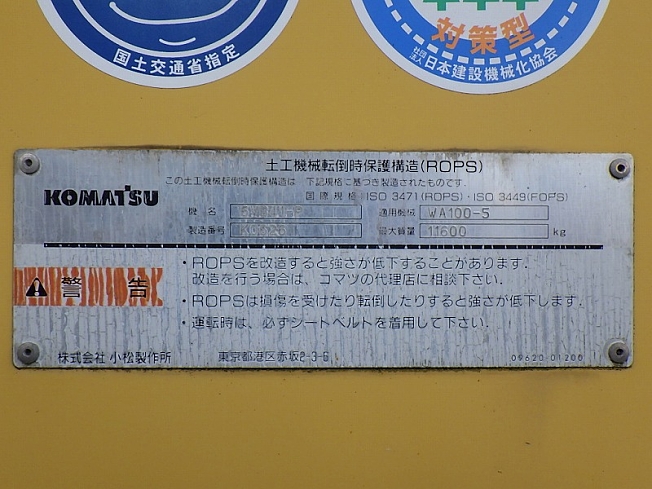 国土交通省指定
対策型
社団法人日本建設機械化協会
土工機械転倒時保護構造(ROPS)
この土工機械転倒時保護構造は 下記規格に基づき製造されたものです.
国際規格:ISO 3471(ROPS)・ISO 3449(FOPS)
KOMATSU
機名 適用機械 WA100-5
製造番号 最大質量 11600 kg
・ROPSを改造すると強さが低下することがあります.
改造を行う場合は、コマツの代理店に相談下さい.
警告
・ROPSは損傷を受けたり転倒したりすると強さが低下します.
・運転時は、必ずシートベルトを着用して下さい.
株式会社 小松製作所 東京都港区赤坂2-3-6 09620-01200